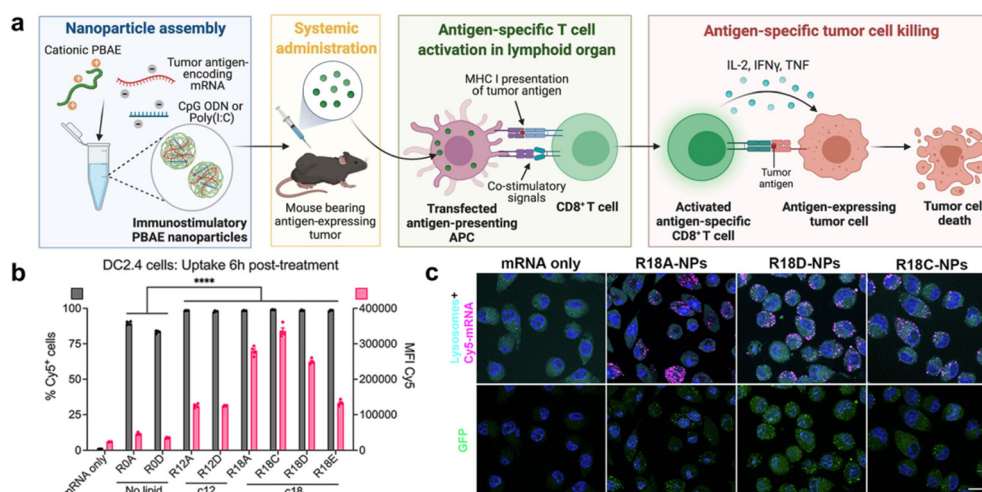 a
Nanoparticle assembly
Cationic PBAE
Tumor antigen-
encoding
mRNA
CpG ODN or
Poly(I:C)
Immunostimulatory
PBAE nanoparticles
Systemic
administration
Mouse bearing
antigen-expressing
tumor
Antigen-specific T cell
activation in lymphoid organ
MHC I presentation
of tumor antigen
Co-stimulatory
signals
Transfected
antigen-presenting
APC
CD8⁺ T cell
Antigen-specific tumor cell killing
IL-2, IFNγ, TNF
Tumor
antigen
Activated
antigen-specific
CD8⁺ T cell
Antigen-expressing
tumor cell
Tumor cell
death
b
DC2.4 cells: Uptake 6h post-treatment
****
% Cy5⁺ cells
100
75
50
25
0
MFI Cy5
400000
300000
200000
100000
0
mRNA only
R0A
R0D
R12A
R12D
R18A
R18C
R18D
R18E
No lipid
c12
c18
c
mRNA only
R18A-NPs
R18D-NPs
R18C-NPs
Lysosomes+
Cy5-mRNA
GFP